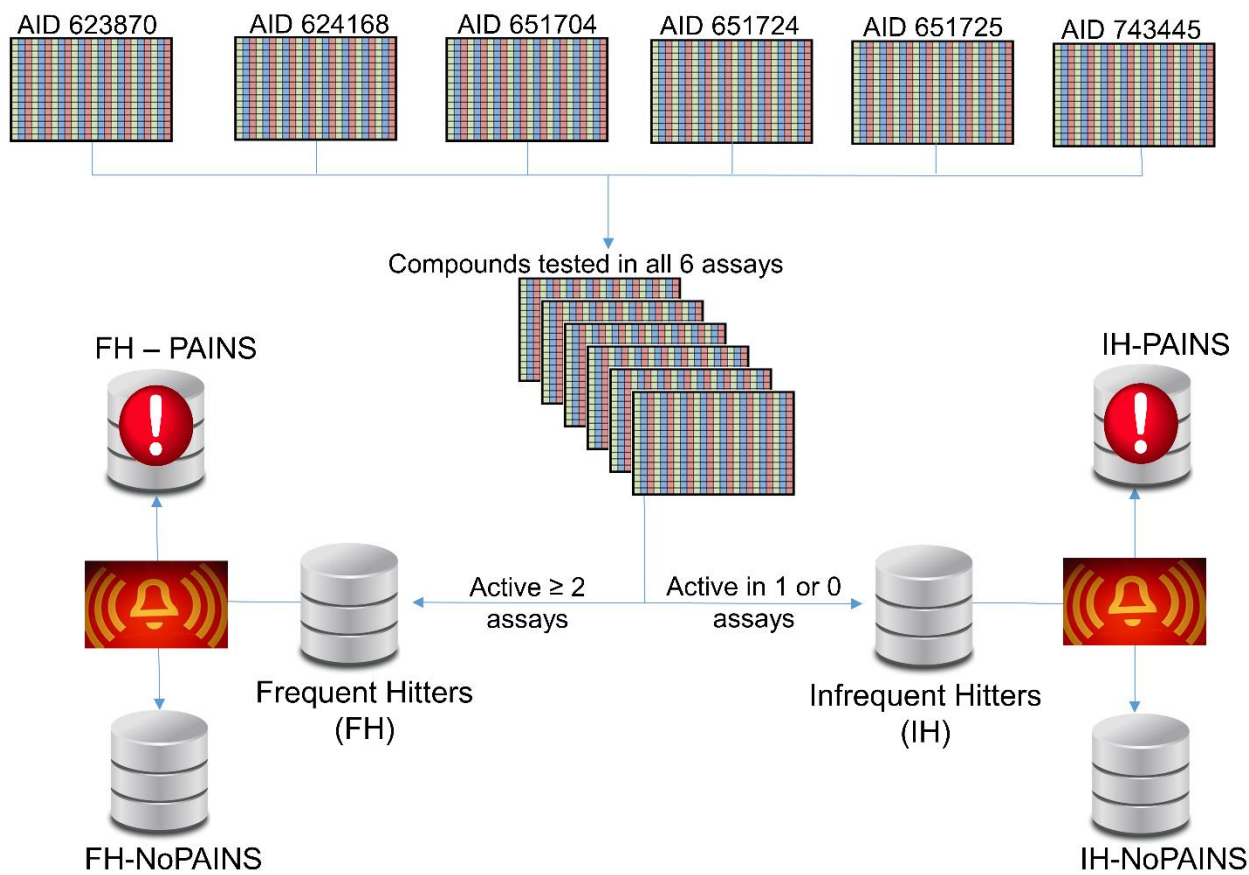 AID 623870
AID 624168
AID 651704
AID 651724
AID 651725
AID 743445
Compounds tested in all 6 assays
FH – PAINS
IH-PAINS
Active ≥ 2
assays
Active in 1 or 0
assays
Frequent Hitters
(FH)
Infrequent Hitters
(IH)
FH-NoPAINS
IH-NoPAINS